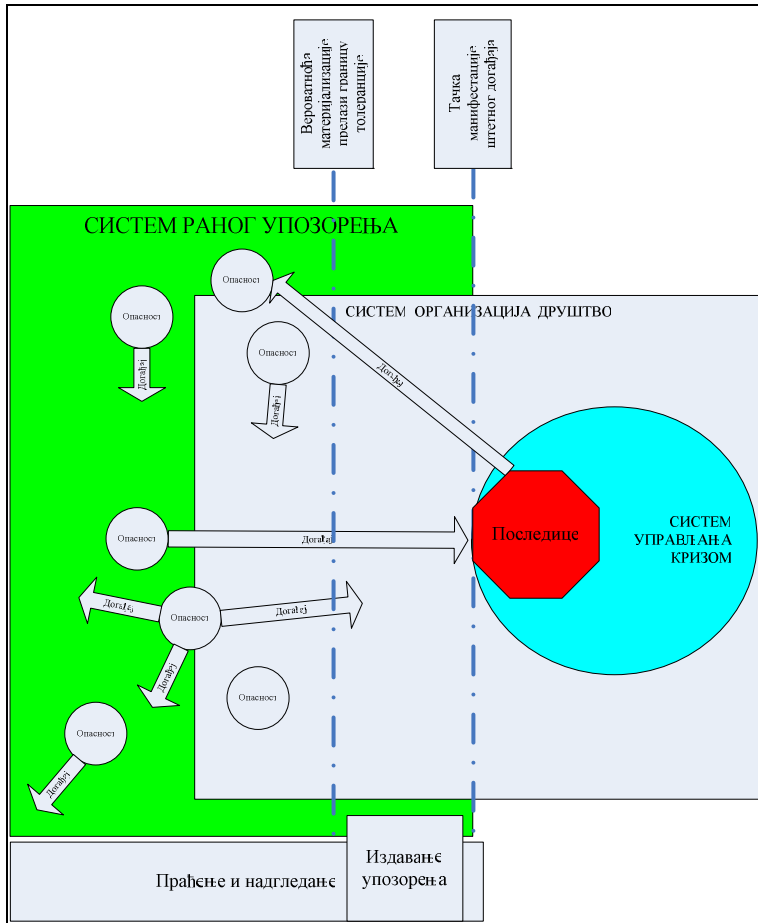 Вероватноћа
материјализације
прелази границу
толеранције
Тачка
манифестације
штетног догађаја
СИСТЕМ РАНОГ УПОЗОРЕЊА
Опасност
СИСТЕМ ОРГАНИЗАЦИЈА ДРУШТВО
Опасност
Опасност
Догађај
Догађај
Догађај
Опасност
Догађај
Последице
СИСТЕМ
УПРАВЉАЊА
КРИЗОМ
Догађај
Опасност
Догађај
Догађај
Опасност
Опасност
Догађај
Праћење и надгледање
Издавање
упозорења